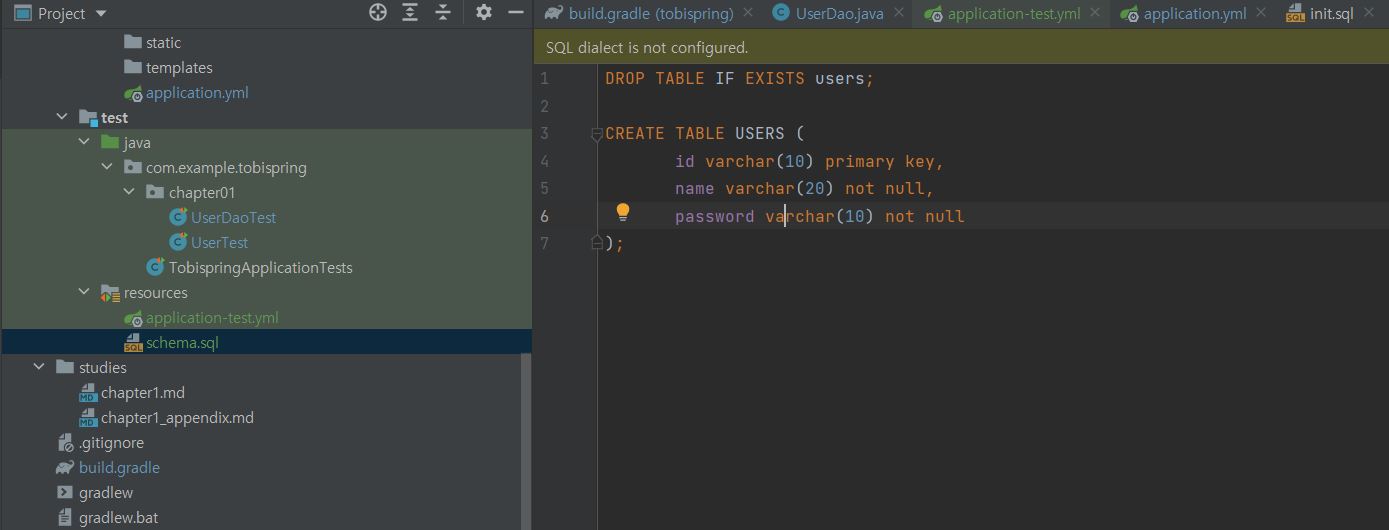 Project
static
templates
application.yml
test
java
com.example.tobispring
chapter01
UserDaoTest
UserTest
TobispringApplicationTests
resources
application-test.yml
schema.sql
studies
chapter1.md
chapter1_appendix.md
.gitignore
build.gradle
gradlew
gradlew.bat
build.gradle (tobispring) UserDao.java application-test.yml application.yml init.sql
SQL dialect is not configured.
1 DROP TABLE IF EXISTS users;
2
3 CREATE TABLE USERS (
4 id varchar(10) primary key,
5 name varchar(20) not null,
6 password varchar(10) not null
7 );